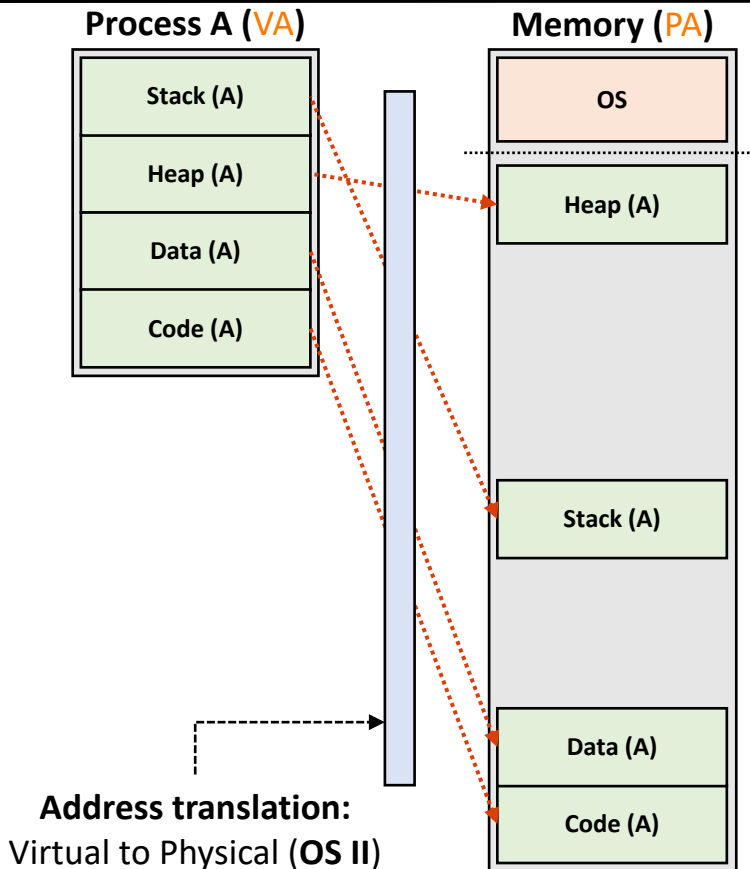 Process A (VA)
Stack (A)
Heap (A)
Data (A)
Code (A)
Memory (PA)
OS
Heap (A)
Stack (A)
Data (A)
Code (A)
Address translation:
Virtual to Physical (OS II)